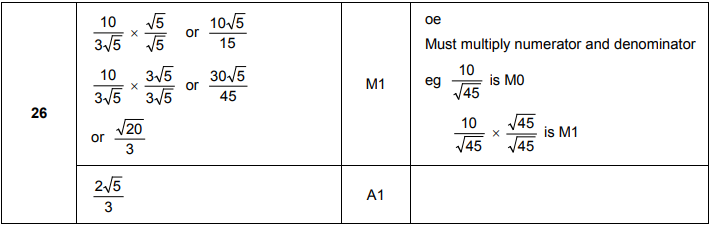 26
10/3√5 × √5/√5 or 10√5/15
10/3√5 × 3√5/3√5 or 30√5/45
or √20/3
M1
oe
Must multiply numerator and denominator
eg 10/√45 is M0
10/√45 × √45/√45 is M1
2√5/3
A1